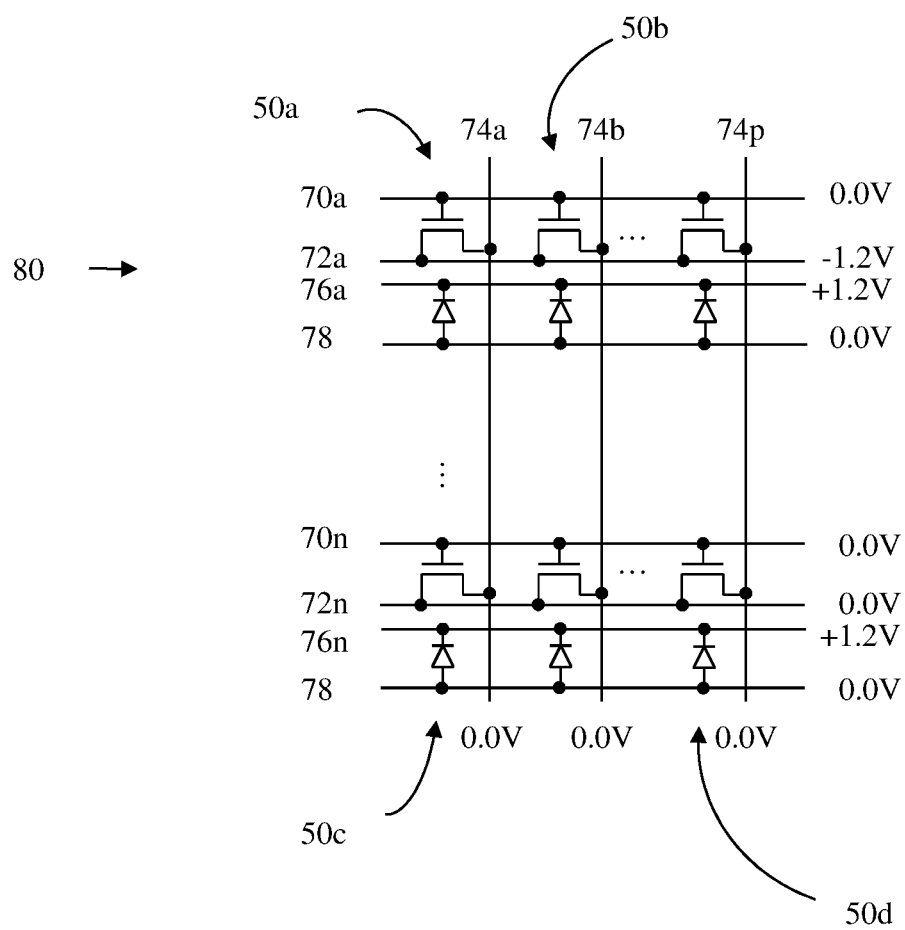 50b
50a
74a 74b 74p
70a 0.0V
...
72a -1.2V
80
76a +1.2V
78 0.0V
⋮
70n 0.0V
...
72n 0.0V
76n +1.2V
78 0.0V
0.0V 0.0V 0.0V
50c
50d